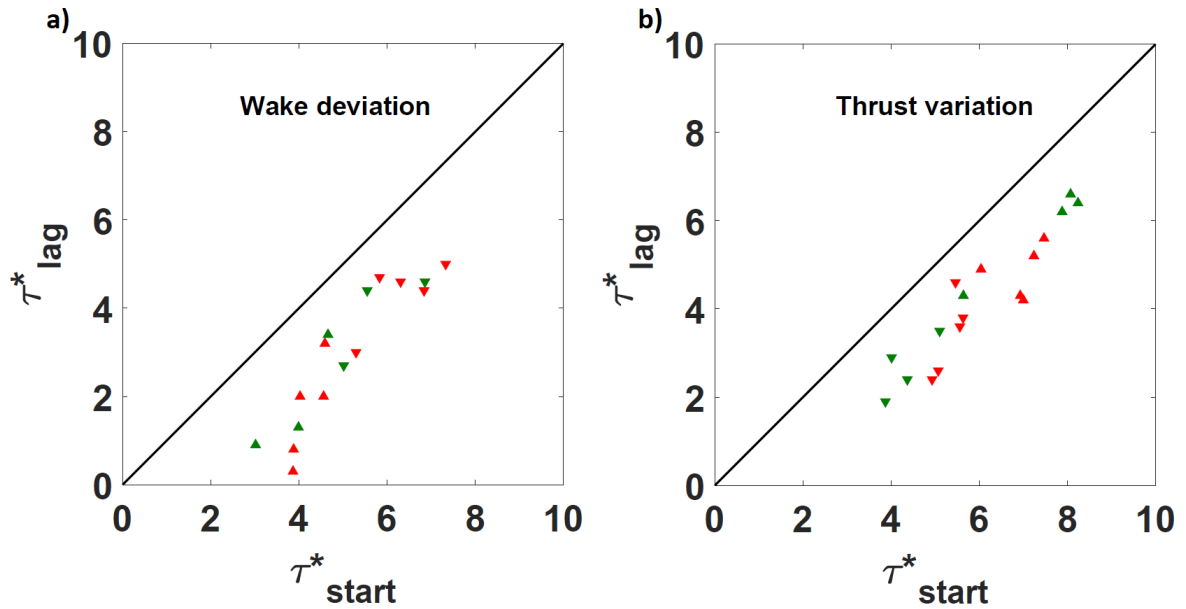 a)
Wake deviation
10
8
6
4
2
0
0 2 4 6 8 10
τ*lag
τ*start
b)
Thrust variation
10
8
6
4
2
0
0 2 4 6 8 10
τ*lag
τ*start